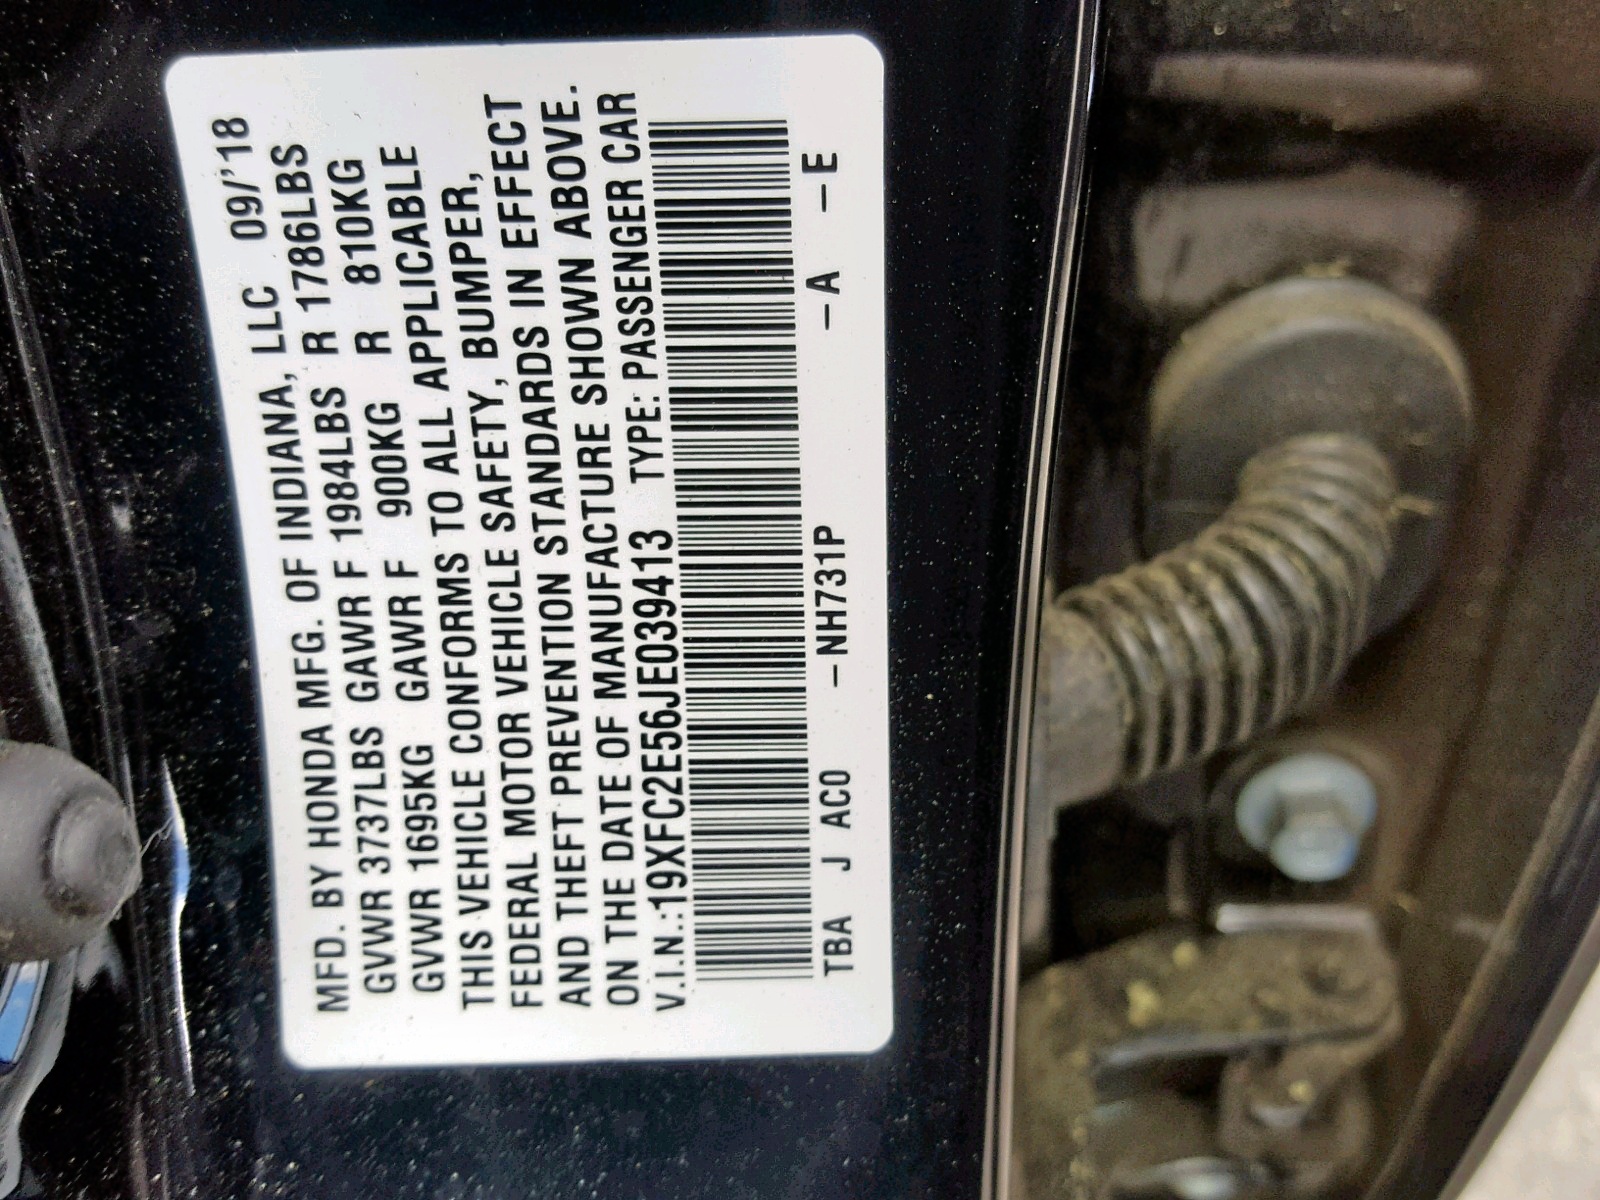 MFD. BY HONDA MFG. OF INDIANA, LLC 09/'18
GVWR 3737LBS GAWR F 1984LBS R 1786LBS
GVWR 1695KG GAWR F 900KG R 810KG
THIS VEHICLE CONFORMS TO ALL APPLICABLE
FEDERAL MOTOR VEHICLE SAFETY, BUMPER,
AND THEFT PREVENTION STANDARDS IN EFFECT
ON THE DATE OF MANUFACTURE SHOWN ABOVE.
V.I.N.:19XFC2E56JE039413 TYPE: PASSENGER CAR
TBA J AC0 -NH731P -A -E